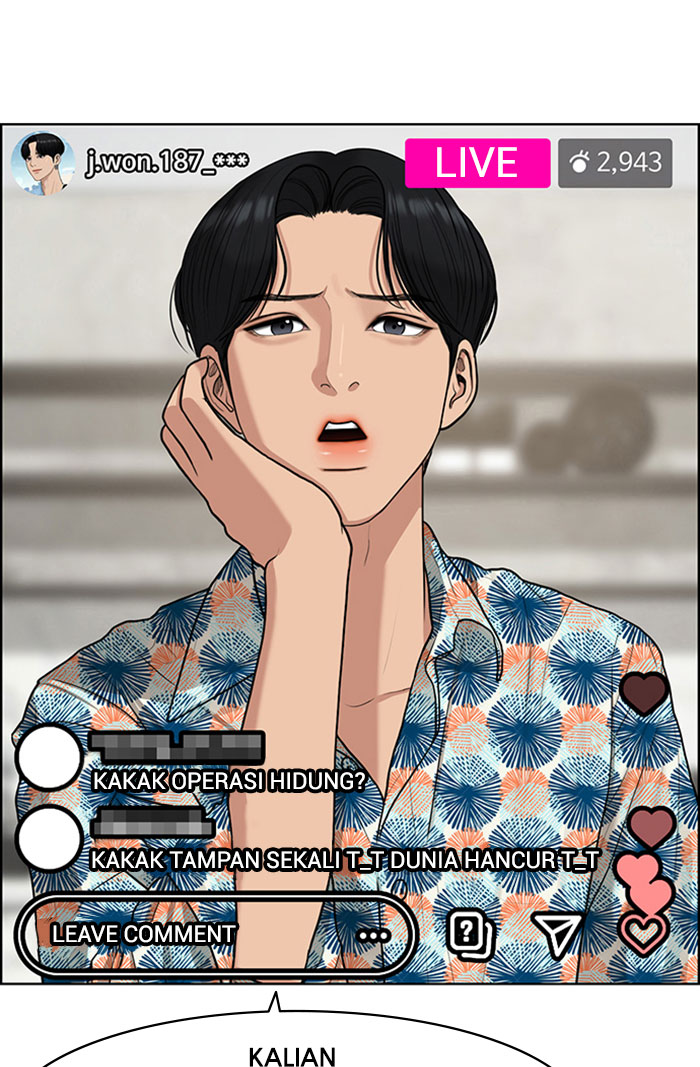 j.won.187_***
LIVE
2,943
KAKAK OPERASI HIDUNG?
KAKAK TAMPAN SEKALI T_T DUNIA HANCUR T_T
LEAVE COMMENT
?
KALIAN